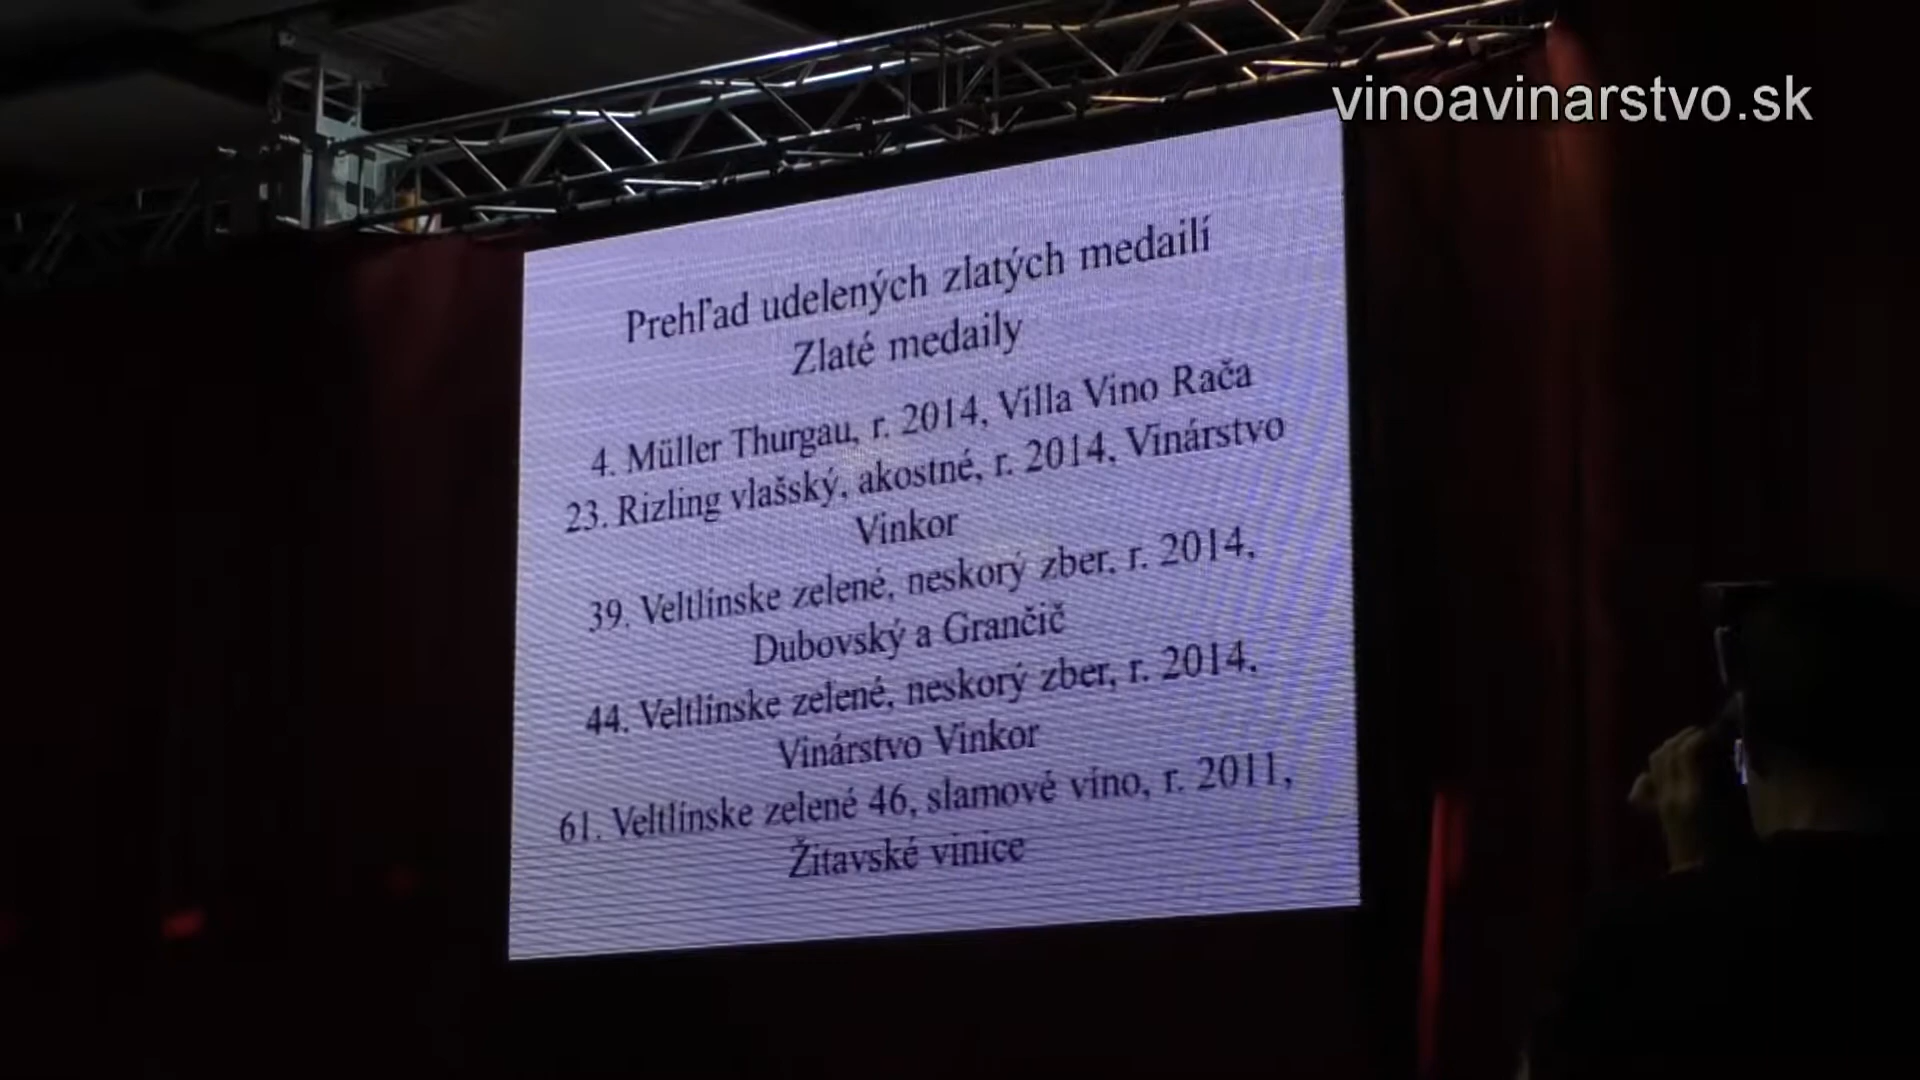 vinoavinarstvo.sk
Prehľad udelených zlatých medailí
Zlaté medaily
4. Müller Thurgau, r. 2014, Villa Vino Rača
23. Rizling vlašský, akostné, r. 2014, Vinárstvo
Vinkor
39. Veltlínske zelené, neskorý zber, r. 2014,
Dubovský a Grančič
44. Veltlínske zelené, neskorý zber, r. 2014,
Vinárstvo Vinkor
61. Veltlínske zelené 46, slamové víno, r. 2011,
Žitavské vinice